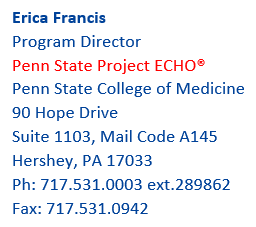 Erica Francis
Program Director
Penn State Project ECHO®
Penn State College of Medicine
90 Hope Drive
Suite 1103, Mail Code A145
Hershey, PA 17033
Ph: 717.531.0003 ext.289862
Fax: 717.531.0942